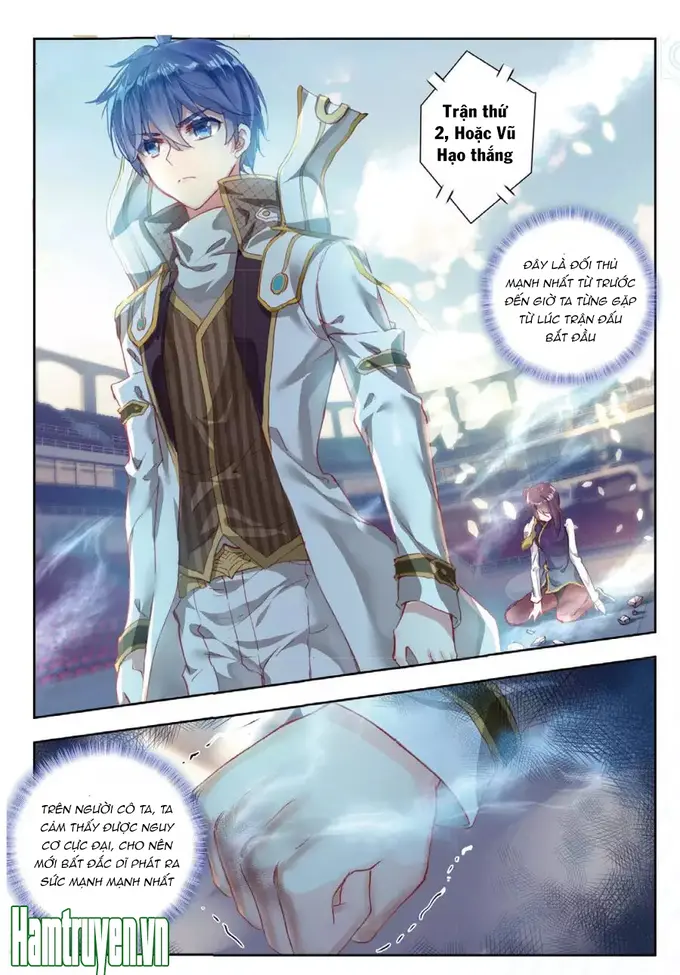 Trận thứ
2, Hoặc Vũ
Hạo thắng
ĐÂY LÀ ĐỐI THỦ
MẠNH NHẤT TỪ TRƯỚC
ĐẾN GIỜ TA TỪNG GẶP
TỪ LÚC TRẬN ĐẤU
BẮT ĐẦU
TRÊN NGƯỜI CÔ TA, TA
CẢM THẤY ĐƯỢC NGUY
CƠ CỰC ĐẠI, CHO NÊN
MỚI BẤT ĐẮC DĨ PHÁT RA
SỨC MẠNH MẠNH NHẤT
Hamtruyen.vn